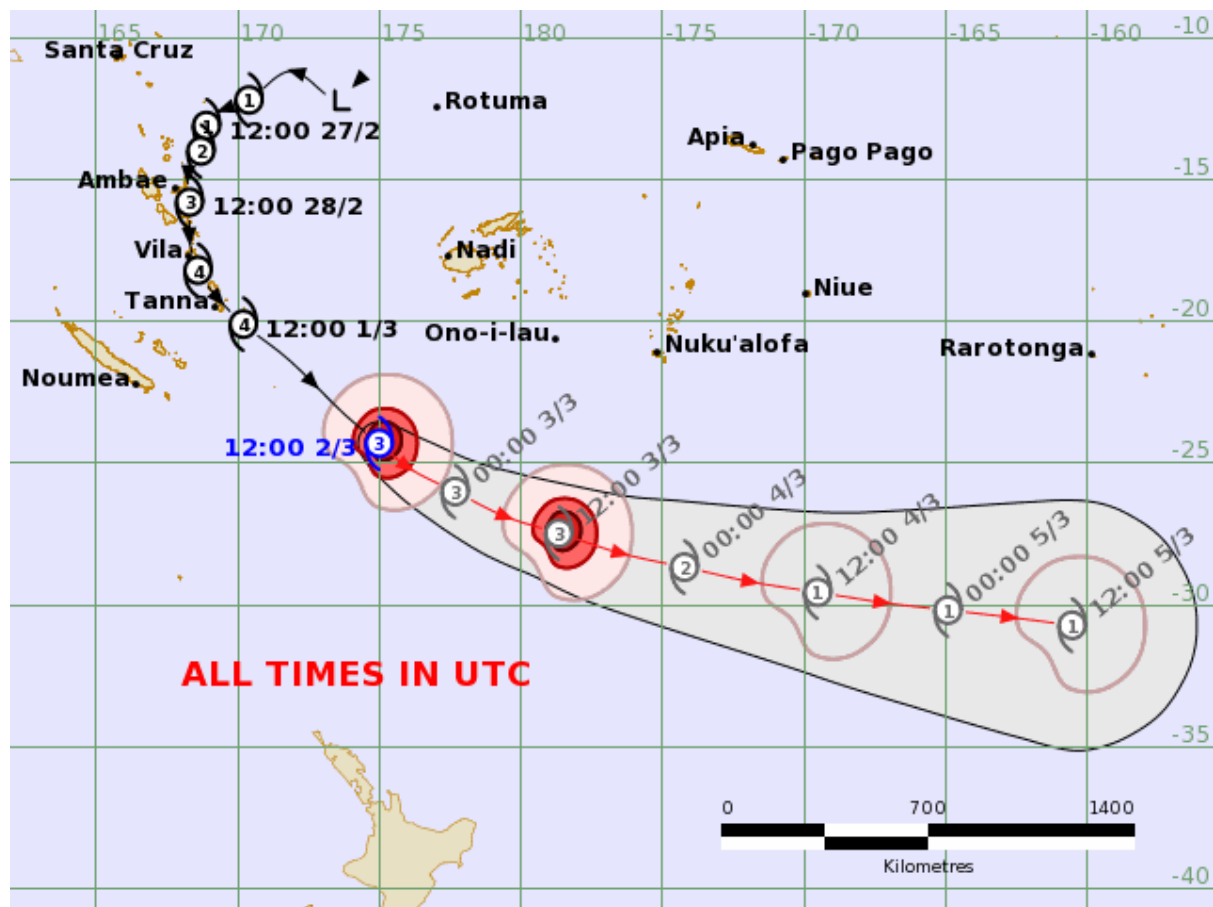 165
170
175
180
-175
-170
-165
-160
-10
Santa Cruz
1
L
Rotuma
1
12:00 27/2
2
Apia
Pago Pago
-15
Ambae
3
12:00 28/2
Vila
Nadi
4
Tanna
Niue
-20
4
12:00 1/3
Ono-i-lau
Nuku'alofa
Rarotonga
Noumea
12:00 2/3
3
-25
3
00:00 3/3
3
12:00 3/3
2
00:00 4/3
1
12:00 4/3
1
00:00 5/3
1
12:00 5/3
-30
ALL TIMES IN UTC
-35
0
700
1400
Kilometres
-40